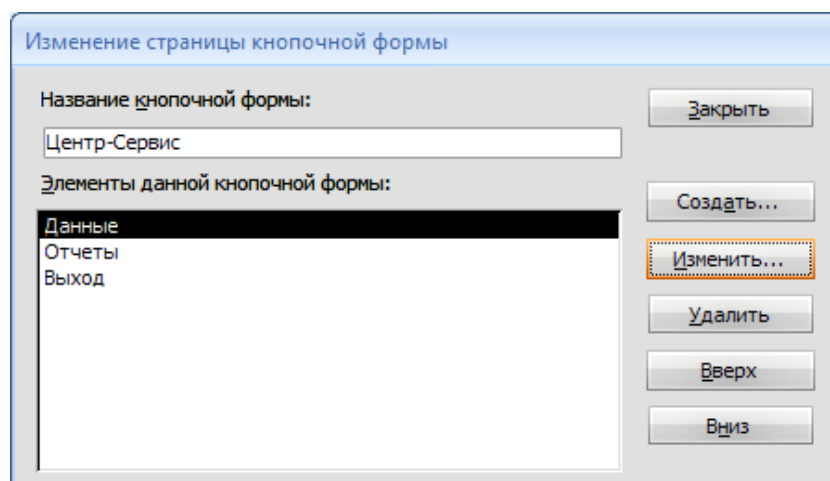 Изменение страницы кнопочной формы
Название кнопочной формы:
Закрыть
Центр-Сервис
Элементы данной кнопочной формы:
Создать...
Данные
Отчеты
Изменить...
Выход
Удалить
Вверх
Вниз